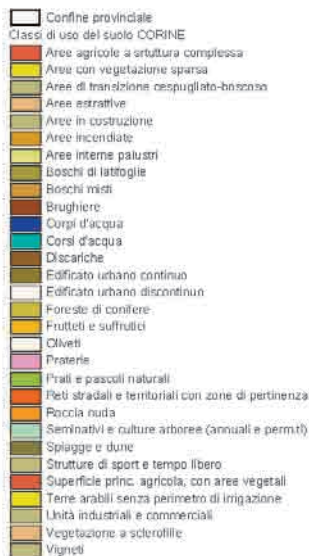 Confine provinciale
Classi di uso del suolo CORINE
Aree agricole a srtuttura complessa
Aree con vegetazione sparsa
Aree di transizione cespugliato-boscoso
Aree estrattive
Aree in costruzione
Aree incendiate
Aree interne palustri
Boschi di latifoglie
Boschi misti
Brughiere
Corpi d'acqua
Corsi d'acqua
Discariche
Edificato urbano continuo
Edificato urbano discontinuo
Foreste di conifere
Frutteti e suffrutici
Oliveti
Praterie
Prati e pascoli naturali
Reti stradali e territoriali con zone di pertinenza
Roccia nuda
Seminativi e culture arboree (annuali e perm.ti)
Spiagge e dune
Strutture di sport e tempo libero
Superficie princ. agricola, con aree vegetali
Terre arabili senza perimetro di irrigazione
Unità industriali e commerciali
Vegetazione a sclerofille
Vigneti